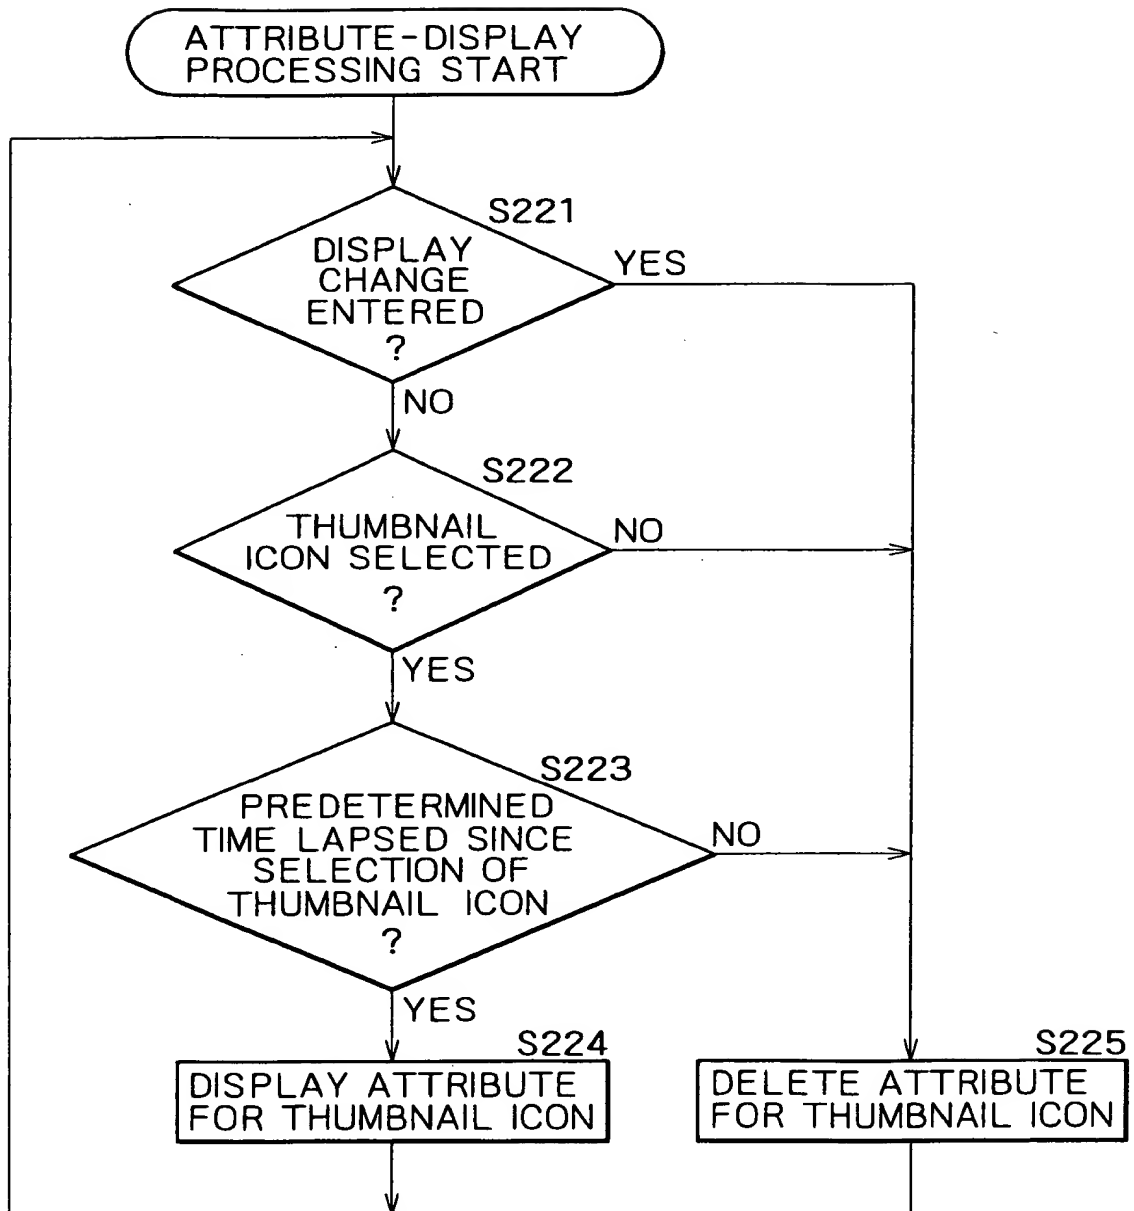 ATTRIBUTE-DISPLAY
PROCESSING START
S221
DISPLAY
CHANGE
ENTERED
?
YES
NO
S222
THUMBNAIL
ICON SELECTED
?
NO
YES
S223
PREDETERMINED
TIME LAPSED SINCE
SELECTION OF
THUMBNAIL ICON
?
NO
YES
S224
DISPLAY ATTRIBUTE
FOR THUMBNAIL ICON
S225
DELETE ATTRIBUTE
FOR THUMBNAIL ICON